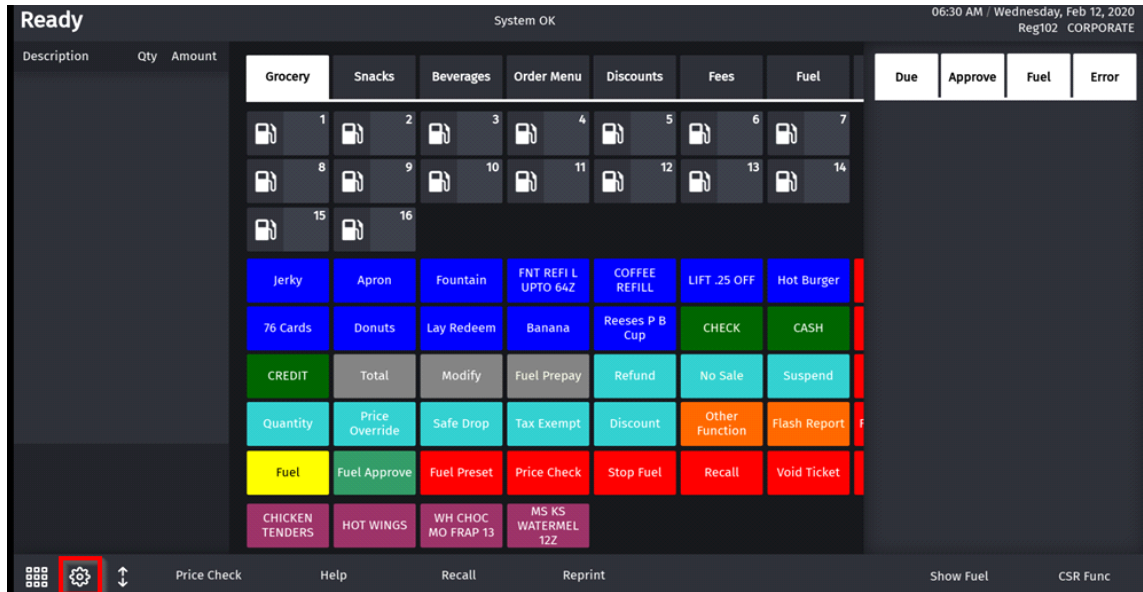 Ready
System OK
06:30 AM / Wednesday, Feb 12, 2020
Reg102 CORPORATE
Description Qty Amount
Grocery Snacks Beverages Order Menu Discounts Fees Fuel
Due Approve Fuel Error
1 2 3 4 5 6 7
8 9 10 11 12 13 14
15 16
Jerky Apron Fountain FNT REFI L UPTO 64Z COFFEE REFILL LIFT .25 OFF Hot Burger
76 Cards Donuts Lay Redeem Banana Reeses P B Cup CHECK CASH
CREDIT Total Modify Fuel Prepay Refund No Sale Suspend
Quantity Price Override Safe Drop Tax Exempt Discount Other Function Flash Report F
Fuel Fuel Approve Fuel Preset Price Check Stop Fuel Recall Void Ticket
CHICKEN TENDERS HOT WINGS WH CHOC MO FRAP 13 MS KS WATERMEL 12Z
Price Check Help Recall Reprint Show Fuel CSR Func